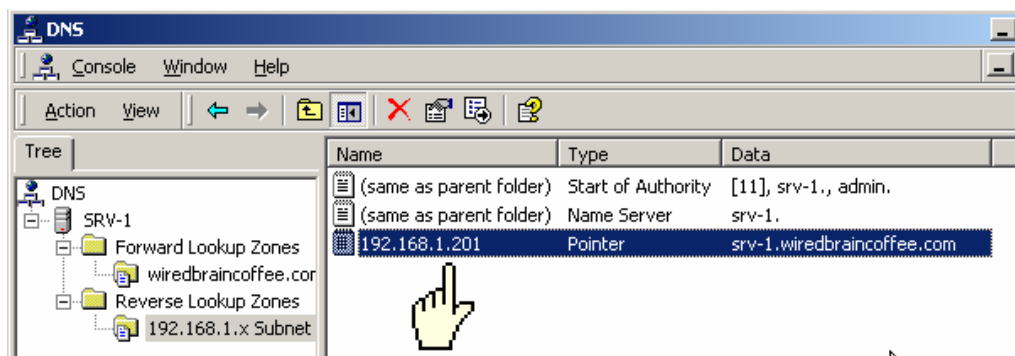 DNS
Console Window Help
Action View
Tree
Name Type Data
DNS
SRV-1
Forward Lookup Zones
wiredbraincoffee.cor
Reverse Lookup Zones
192.168.1.x Subnet
(same as parent folder) Start of Authority [11], srv-1., admin.
(same as parent folder) Name Server srv-1.
192.168.1.201 Pointer srv-1.wiredbraincoffee.com